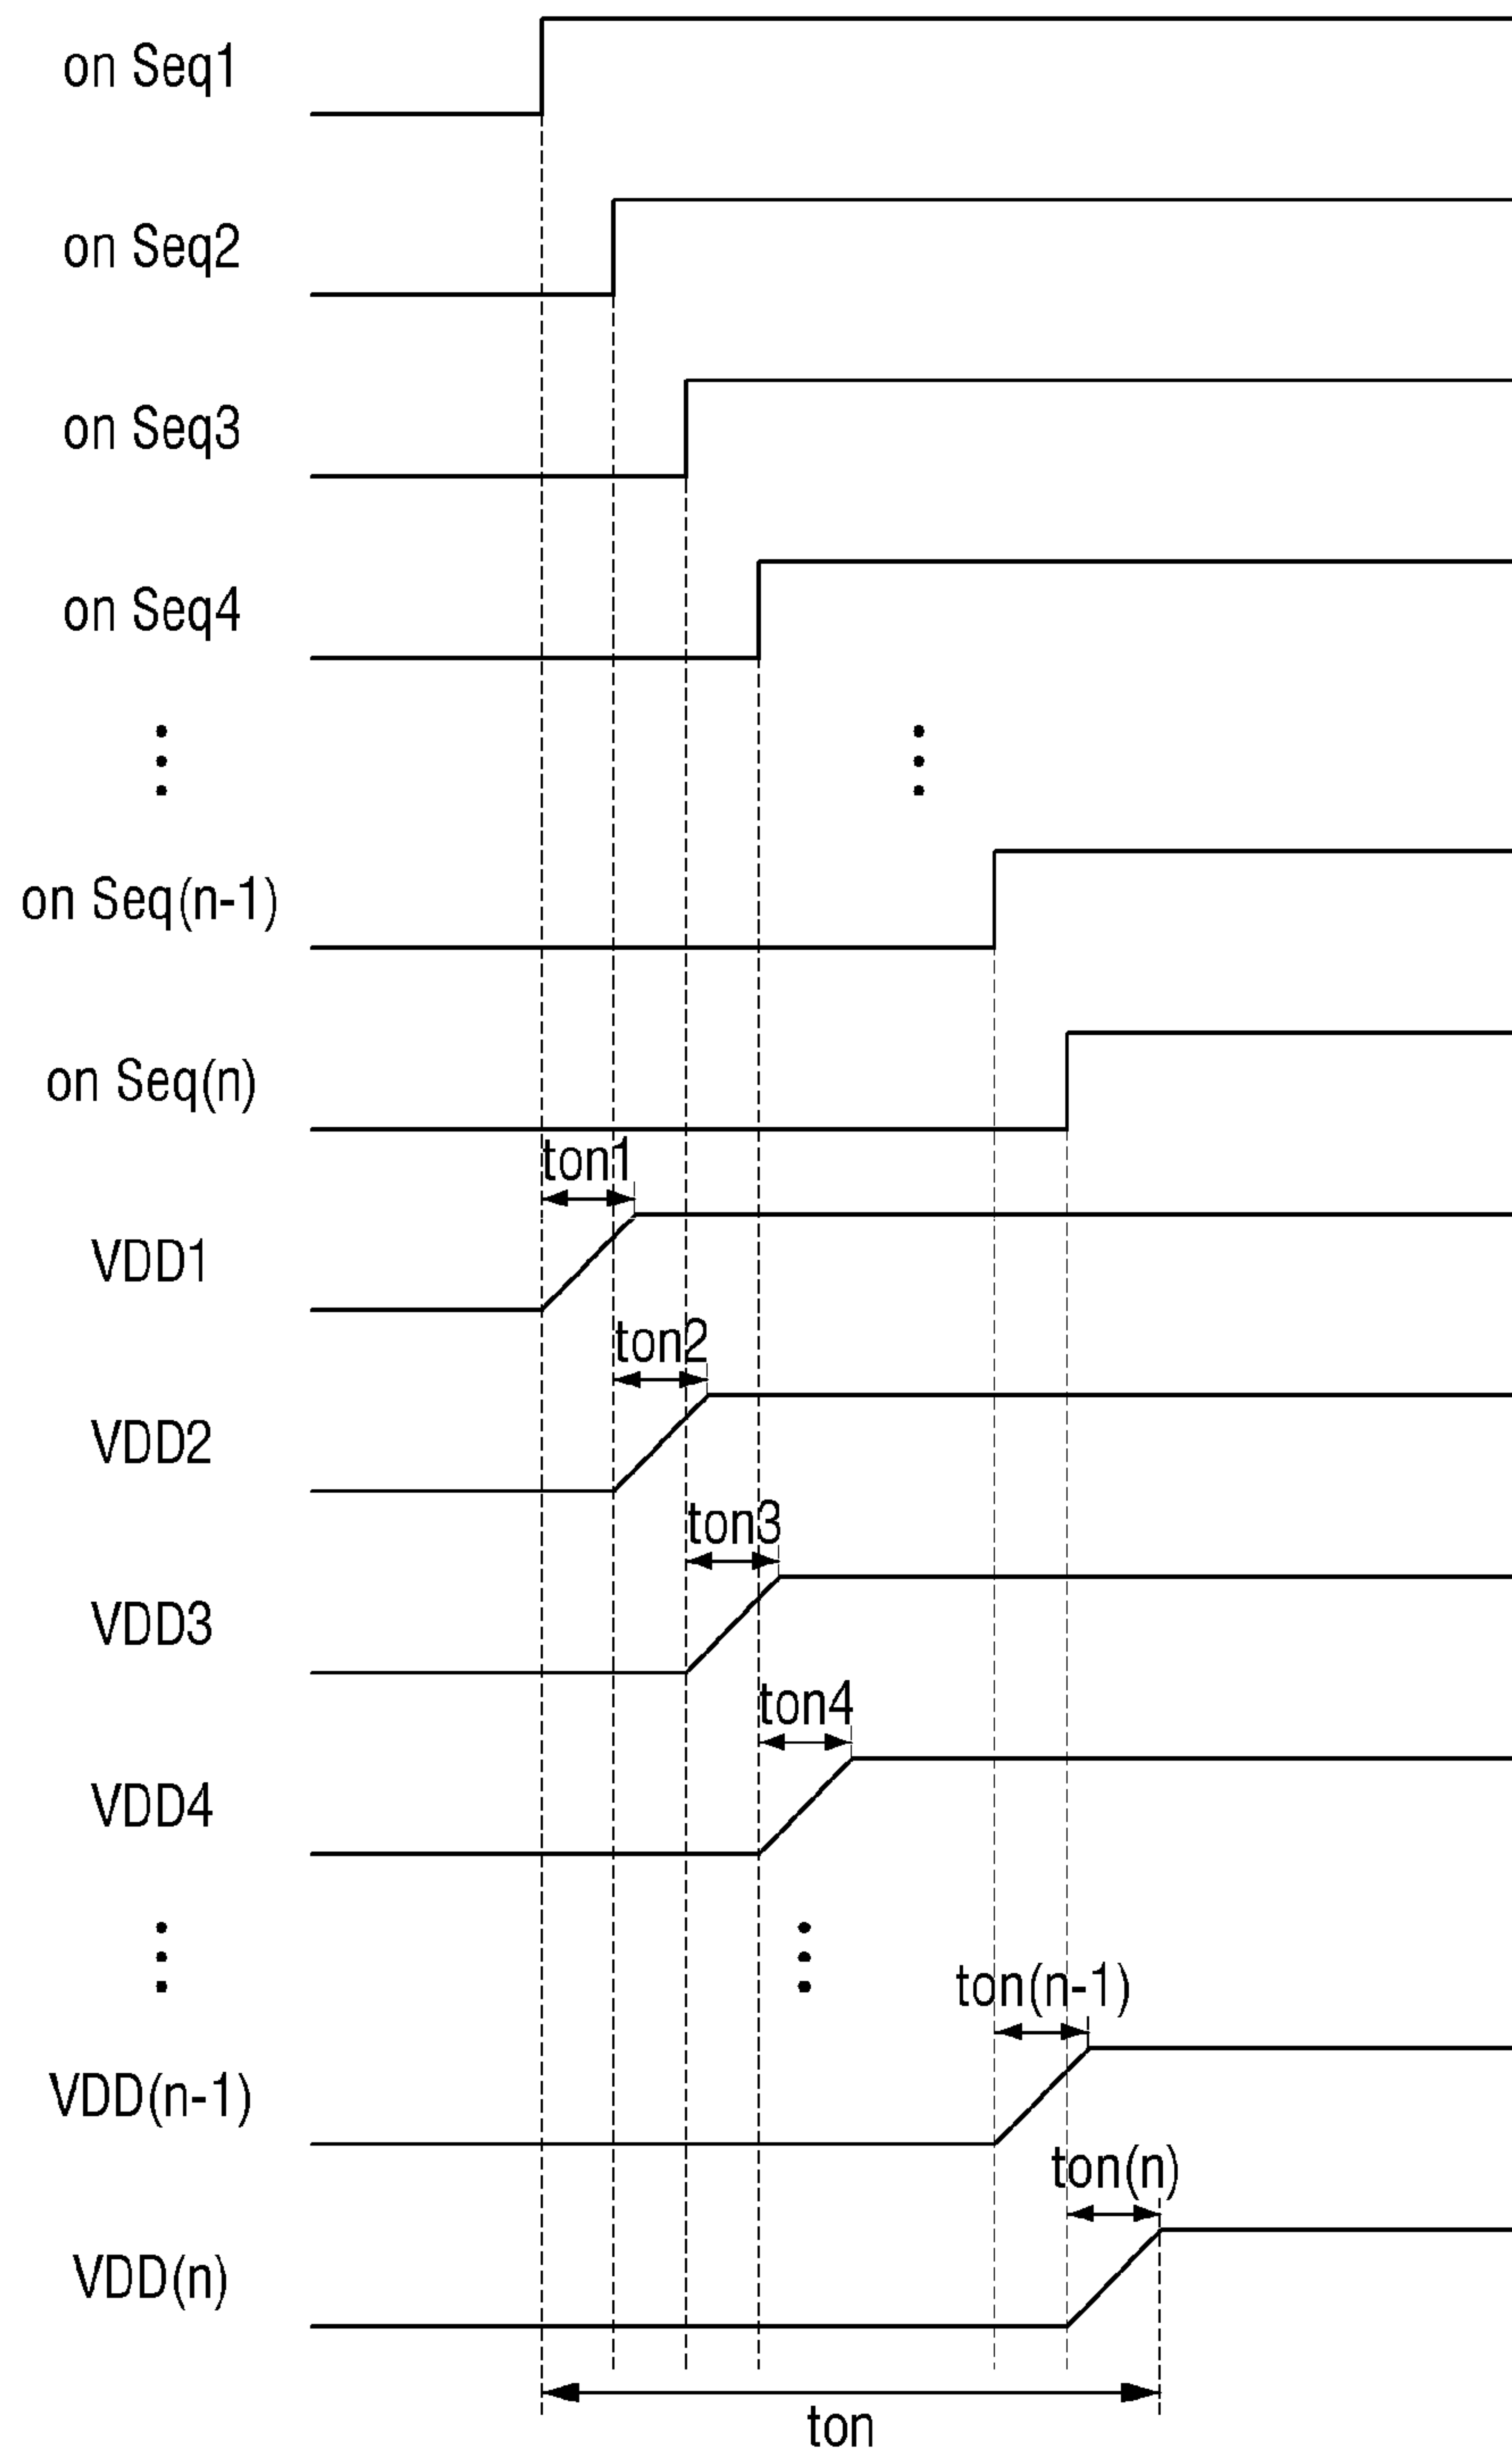 on Seq1
on Seq2
on Seq3
on Seq4
on Seq(n-1)
on Seq(n)
ton1
VDD1
ton2
VDD2
ton3
VDD3
ton4
VDD4
ton(n-1)
VDD(n-1)
ton(n)
VDD(n)
ton